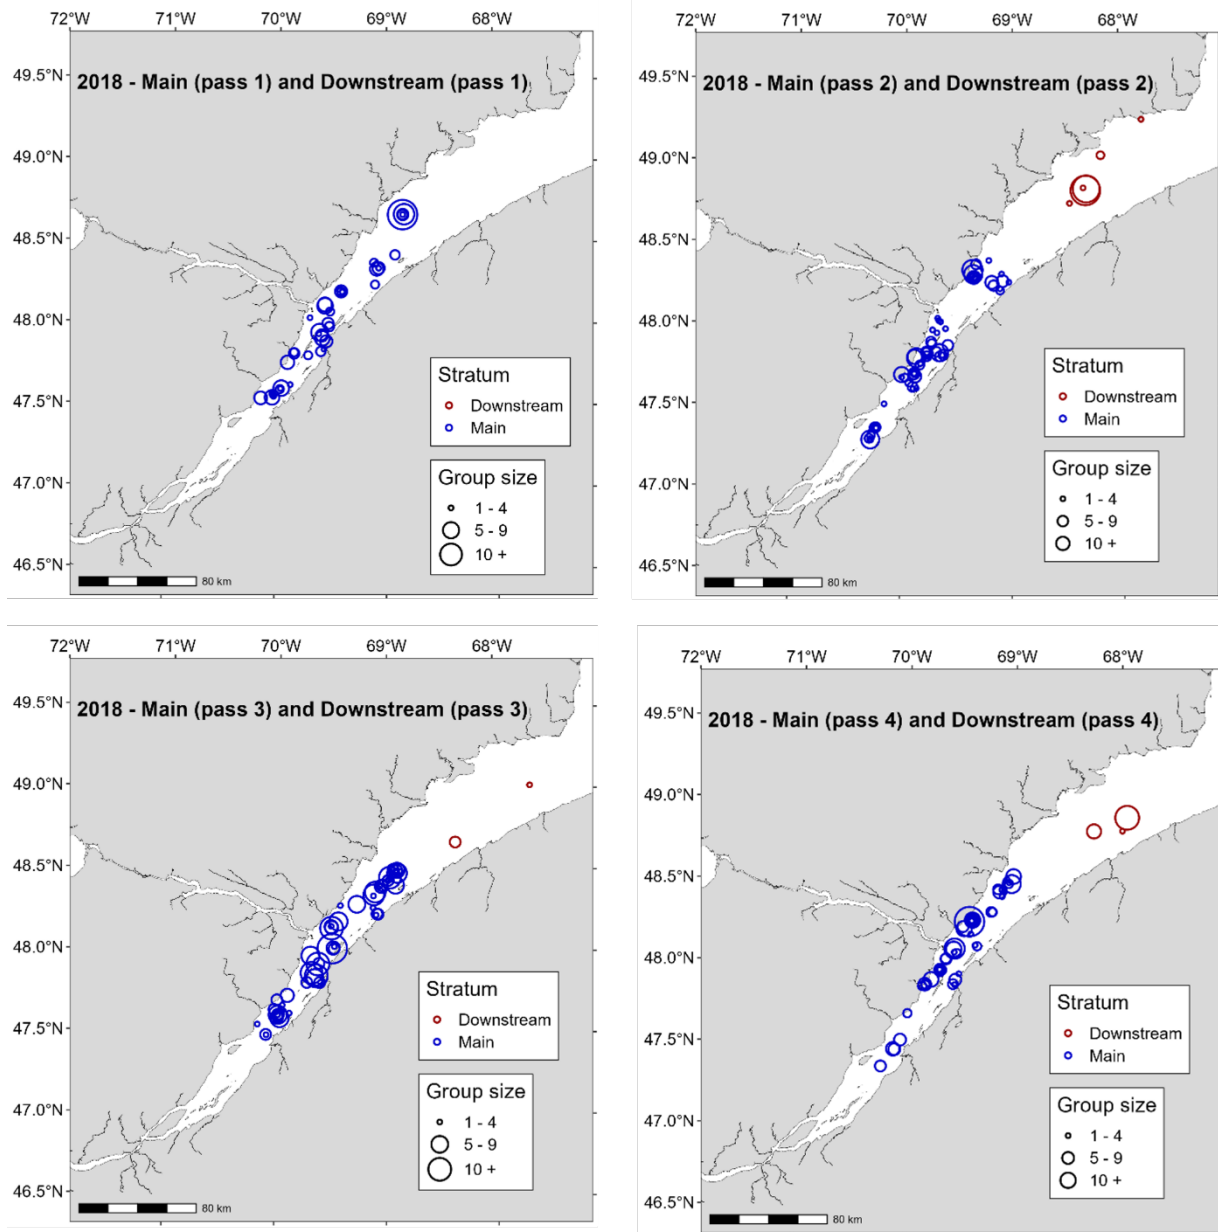 72°W 71°W 70°W 69°W 68°W
49.5°N
2018 - Main (pass 1) and Downstream (pass 1)
49.0°N
48.5°N
48.0°N
47.5°N
47.0°N
46.5°N
Stratum
Downstream
Main
Group size
1 - 4
5 - 9
10 +
80 km
72°W 71°W 70°W 69°W 68°W
49.5°N
2018 - Main (pass 2) and Downstream (pass 2)
49.0°N
48.5°N
48.0°N
47.5°N
47.0°N
46.5°N
Stratum
Downstream
Main
Group size
1 - 4
5 - 9
10 +
80 km
72°W 71°W 70°W 69°W 68°W
49.5°N
2018 - Main (pass 3) and Downstream (pass 3)
49.0°N
48.5°N
48.0°N
47.5°N
47.0°N
46.5°N
Stratum
Downstream
Main
Group size
1 - 4
5 - 9
10 +
80 km
72°W 71°W 70°W 69°W 68°W
49.5°N
2018 - Main (pass 4) and Downstream (pass 4)
49.0°N
48.5°N
48.0°N
47.5°N
47.0°N
46.5°N
Stratum
Downstream
Main
Group size
1 - 4
5 - 9
10 +
80 km